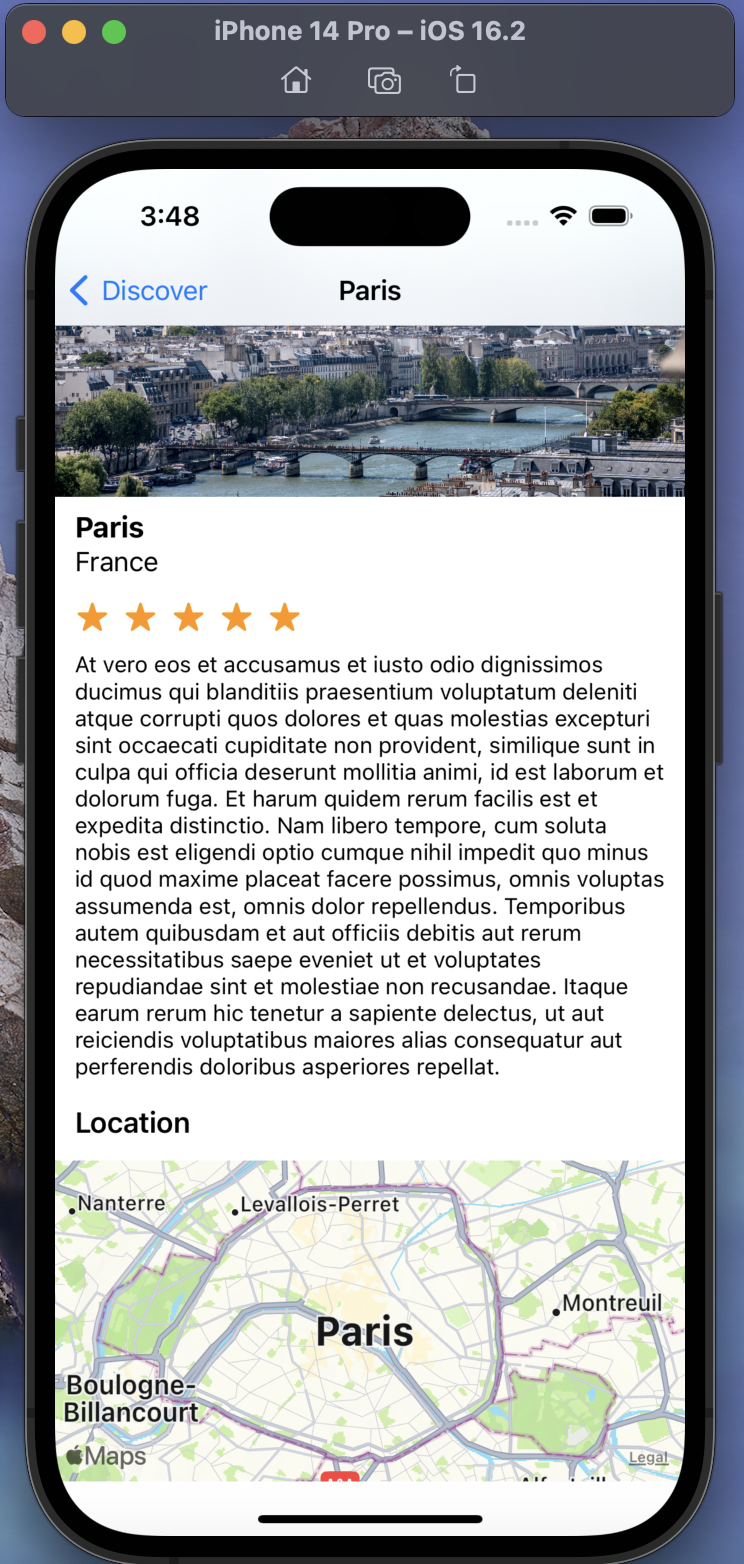 iPhone 14 Pro – iOS 16.2
3:48
Discover
Paris
Paris
France
At vero eos et accusamus et iusto odio dignissimos
ducimus qui blanditiis praesentium voluptatum deleniti
atque corrupti quos dolores et quas molestias excepturi
sint occaecati cupiditate non provident, similique sunt in
culpa qui officia deserunt mollitia animi, id est laborum et
dolorum fuga. Et harum quidem rerum facilis est et
expedita distinctio. Nam libero tempore, cum soluta
nobis est eligendi optio cumque nihil impedit quo minus
id quod maxime placeat facere possimus, omnis voluptas
assumenda est, omnis dolor repellendus. Temporibus
autem quibusdam et aut officiis debitis aut rerum
necessitatibus saepe eveniet ut et voluptates
repudiandae sint et molestiae non recusandae. Itaque
earum rerum hic tenetur a sapiente delectus, ut aut
reiciendis voluptatibus maiores alias consequatur aut
perferendis doloribus asperiores repellat.
Location
Nanterre
Levallois-Perret
Montreuil
Paris
Boulogne-
Billancourt
Maps
Legal